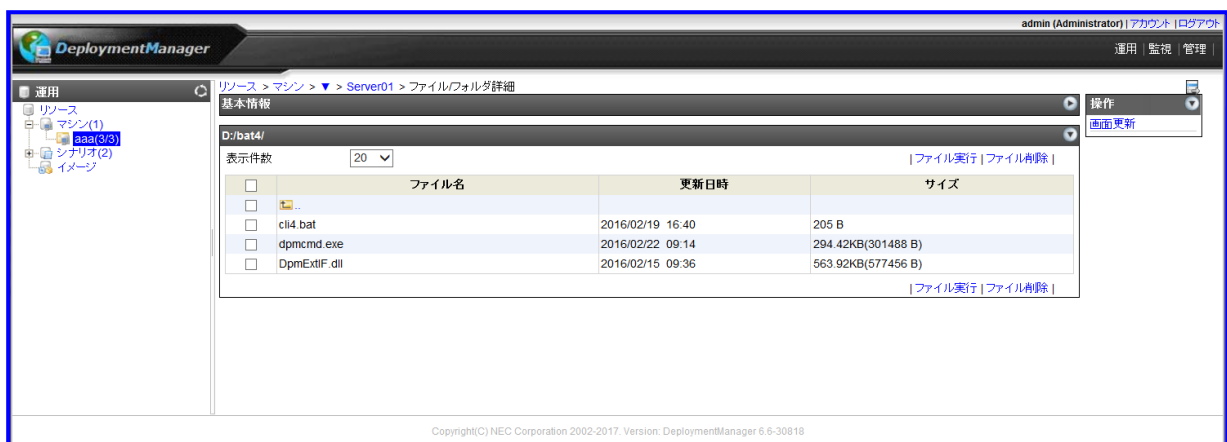 admin (Administrator) | アカウント | ログアウト
DeploymentManager
運用 | 監視 | 管理 |
運用
リソース
マシン(1)
aaa(3/3)
シナリオ(2)
イメージ
リソース > マシン > ▼ > Server01 > ファイル/フォルダ詳細
基本情報
D:/bat4/
表示件数 20 | ファイル実行 | ファイル削除 |
ファイル名 更新日時 サイズ
..
cli4.bat 2016/02/19 16:40 205 B
dpmcmd.exe 2016/02/22 09:14 294.42KB(301488 B)
DpmExtIF.dll 2016/02/15 09:36 563.92KB(577456 B)
| ファイル実行 | ファイル削除 |
操作
画面更新
Copyright(C) NEC Corporation 2002-2017. Version: DeploymentManager 6.6-30818